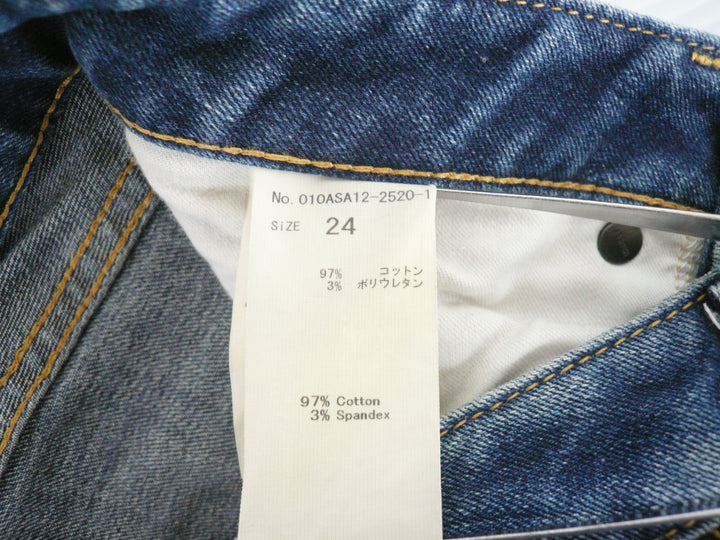 No. 010ASA12-2520-1
SiZE 24
97% コットン
3% ポリウレタン
97% Cotton
3% Spandex